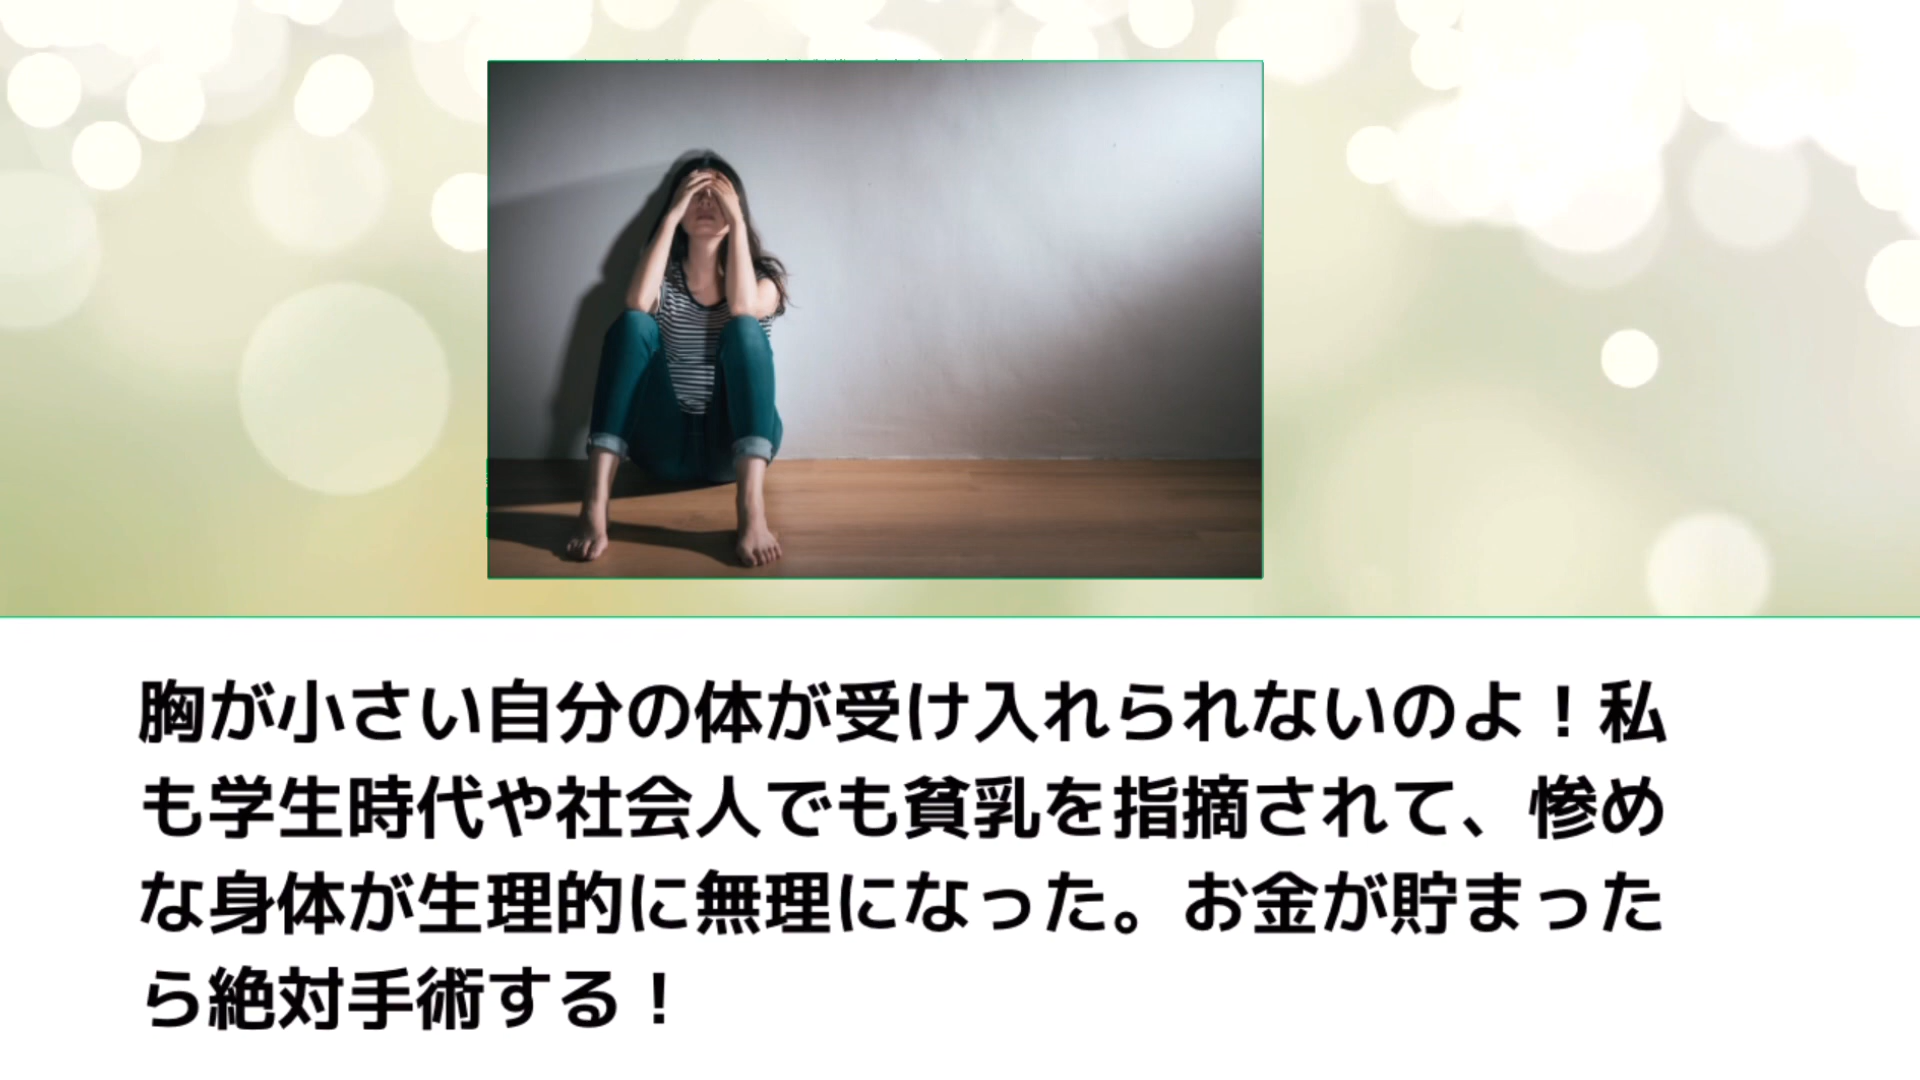 胸が小さい自分の体が受け入れられないのよ！私
も学生時代や社会人でも貧乳を指摘されて、惨め
な身体が生理的に無理になった。お金が貯まった
ら絶対手術する！